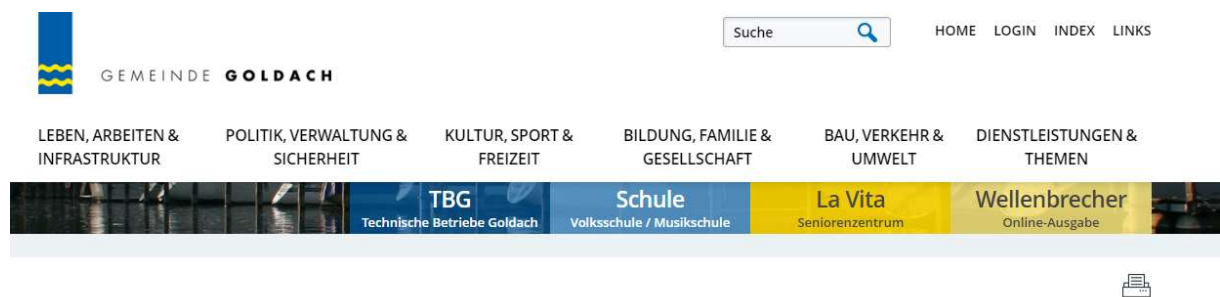 Suche
HOME LOGIN INDEX LINKS
GEMEINDE GOLDACH
LEBEN, ARBEITEN & INFRASTRUKTUR
POLITIK, VERWALTUNG & SICHERHEIT
KULTUR, SPORT & FREIZEIT
BILDUNG, FAMILIE & GESELLSCHAFT
BAU, VERKEHR & UMWELT
DIENSTLEISTUNGEN & THEMEN
TBG
Technische Betriebe Goldach
Schule
Volksschule / Musikschule
La Vita
Seniorenzentrum
Wellenbrecher
Online-Ausgabe